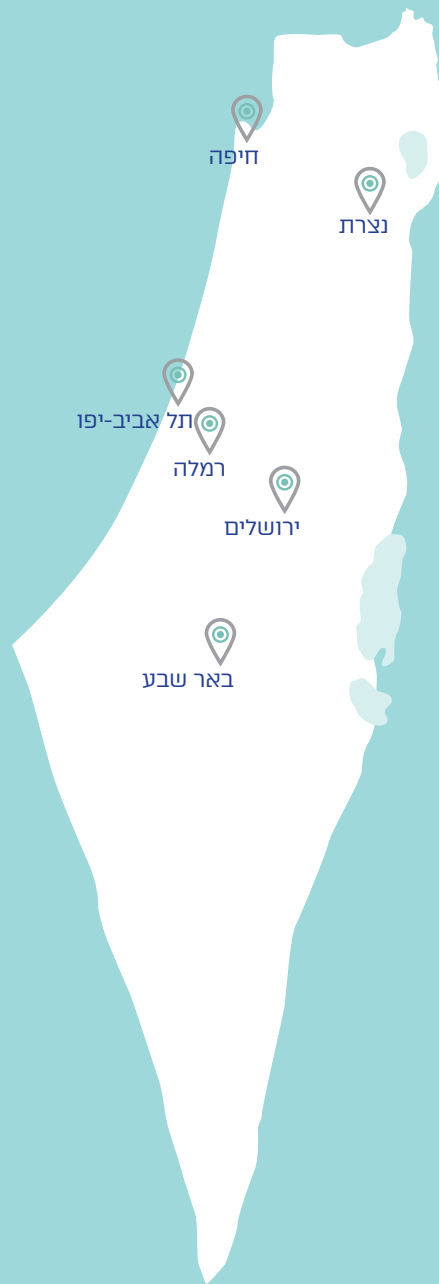 חיפה
נצרת
תל אביב-יפו
רמלה
ירושלים
באר שבע